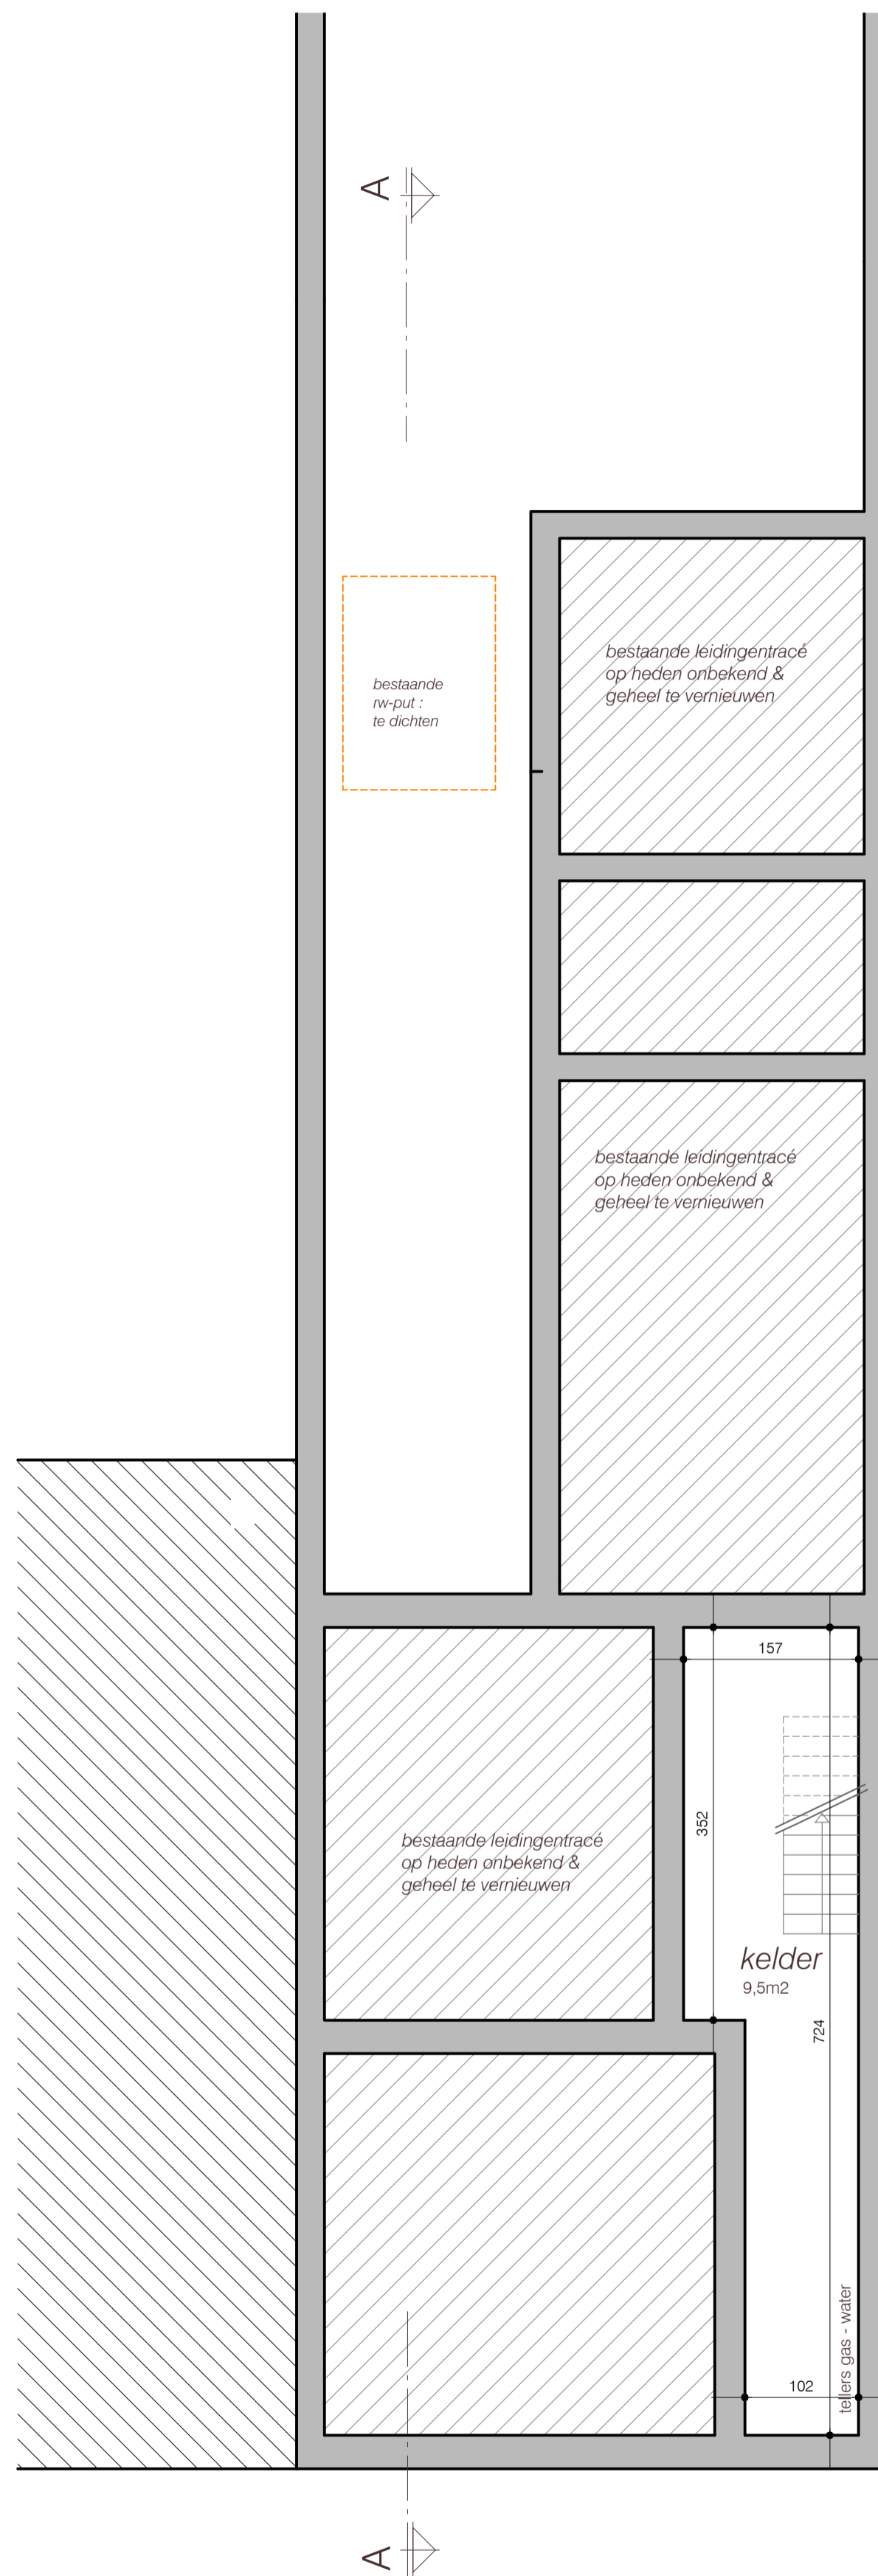 A
bestaande leidingentracé
op heden onbekend &
geheel te vernieuwen
bestaande
rw-put :
te dichten
bestaande leidingentracé
op heden onbekend &
geheel te vernieuwen
157
352
bestaande leidingentracé
op heden onbekend &
geheel te vernieuwen
kelder
9,5m2
724
tellers gas - water
102
A